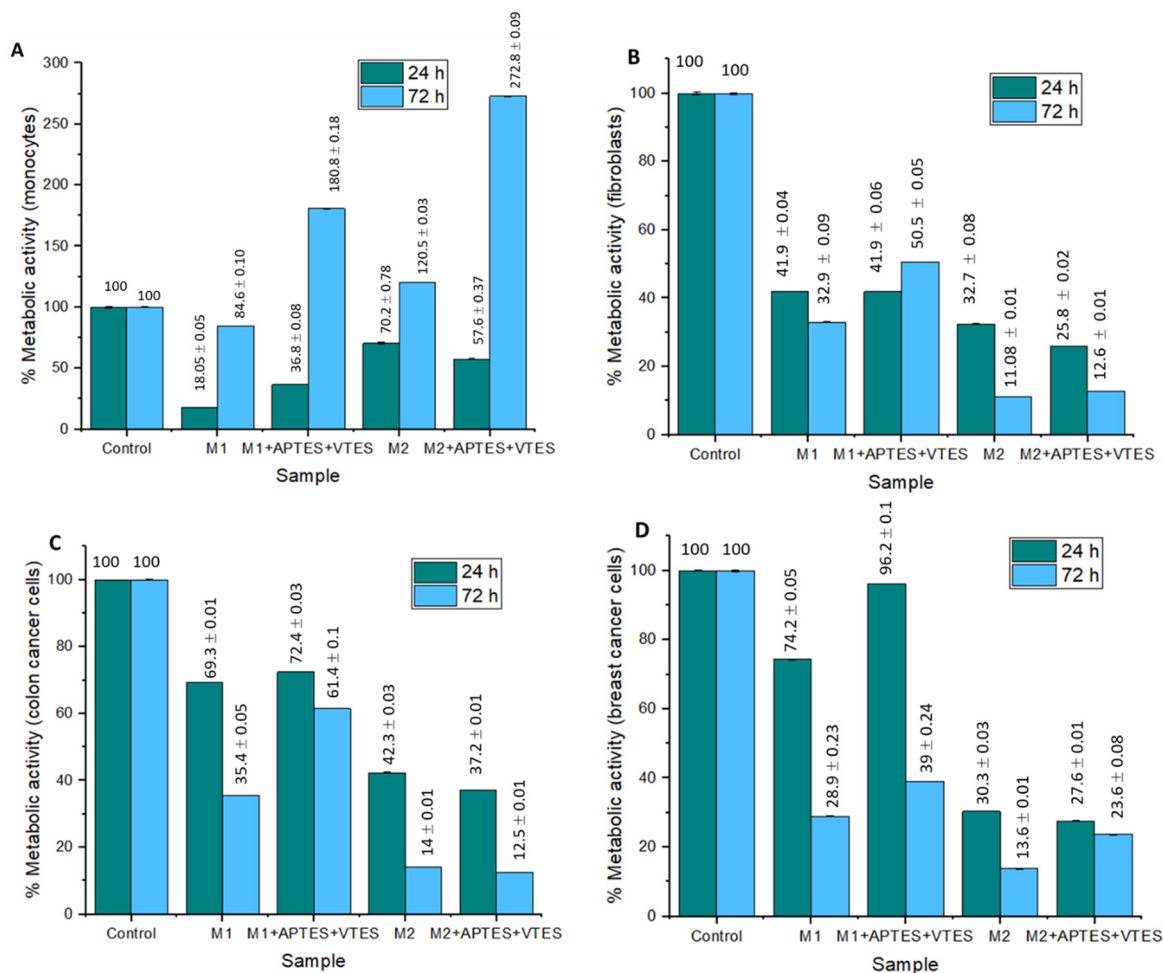 A
% Metabolic activity (monocytes)
300
250
200
150
100
50
0
24 h
72 h
100
100
18.05 ± 0.05
84.6 ± 0.10
36.8 ± 0.08
180.8 ± 0.18
70.2 ± 0.78
120.5 ± 0.03
57.6 ± 0.37
272.8 ± 0.09
Control
M1
M1+APTES+VTES
M2
M2+APTES+VTES
Sample
B
% Metabolic activity (fibroblasts)
100
80
60
40
20
0
24 h
72 h
100
100
41.9 ± 0.04
32.9 ± 0.09
41.9 ± 0.06
50.5 ± 0.05
32.7 ± 0.08
11.08 ± 0.01
25.8 ± 0.02
12.6 ± 0.01
Control
M1
M1+APTES+VTES
M2
M2+APTES+VTES
Sample
C
% Metabolic activity (colon cancer cells)
100
80
60
40
20
0
24 h
72 h
100
100
69.3 ± 0.01
35.4 ± 0.05
72.4 ± 0.03
61.4 ± 0.1
42.3 ± 0.03
14 ± 0.01
37.2 ± 0.01
12.5 ± 0.01
Control
M1
M1+APTES+VTES
M2
M2+APTES+VTES
Sample
D
% Metabolic activity (breast cancer cells)
100
80
60
40
20
0
24 h
72 h
100
100
74.2 ± 0.05
28.9 ± 0.23
96.2 ± 0.1
39 ± 0.24
30.3 ± 0.03
13.6 ± 0.01
27.6 ± 0.01
23.6 ± 0.08
Control
M1
M1+APTES+VTES
M2
M2+APTES+VTES
Sample